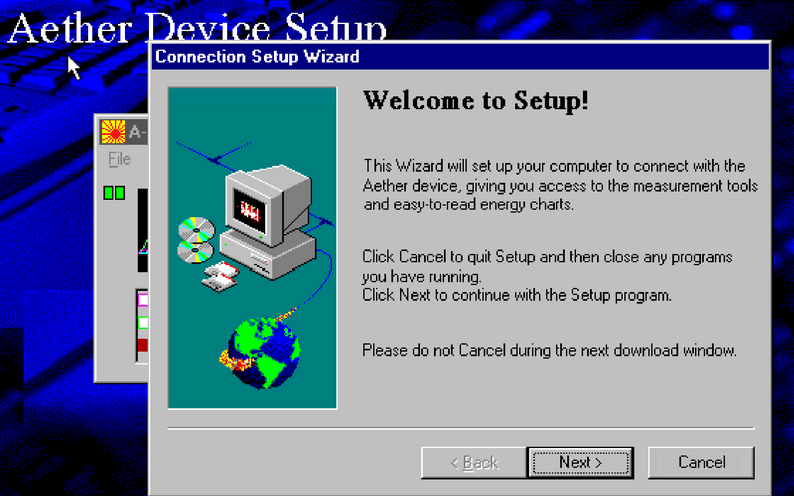 Aether Device Setup
Connection Setup Wizard
A-
File
Welcome to Setup!
This Wizard will set up your computer to connect with the
Aether device, giving you access to the measurement tools
and easy-to-read energy charts.
Click Cancel to quit Setup and then close any programs
you have running.
Click Next to continue with the Setup program.
Please do not Cancel during the next download window.
< Back
Next >
Cancel